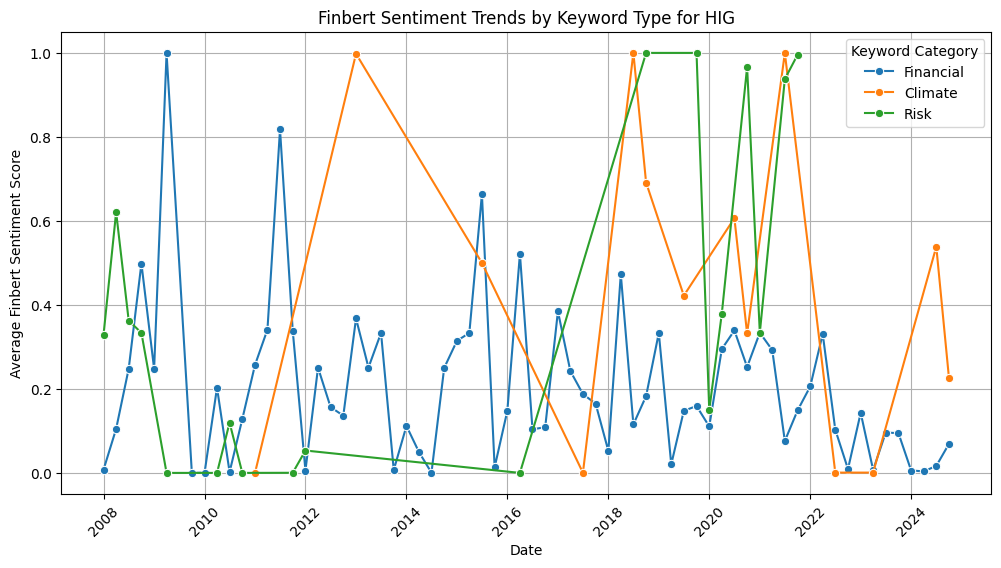 Finbert Sentiment Trends by Keyword Type for HIG
Average Finbert Sentiment Score
1.0
0.8
0.6
0.4
0.2
0.0
Keyword Category
Financial
Climate
Risk
2008
2010
2012
2014
2016
2018
2020
2022
2024
Date